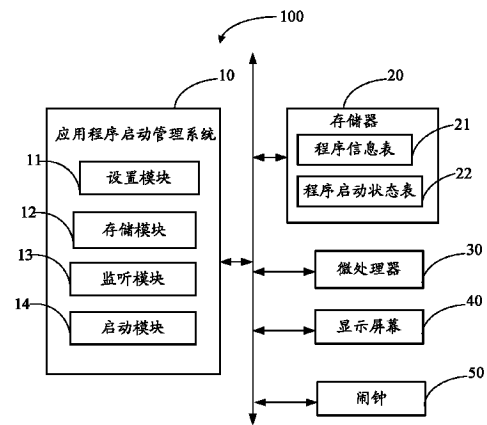 100
10
应用程序启动管理系统
11
设置模块
12
存储模块
13
监听模块
14
启动模块
20
存储器
程序信息表
21
程序启动状态表
22
微处理器
30
显示屏幕
40
闹钟
50